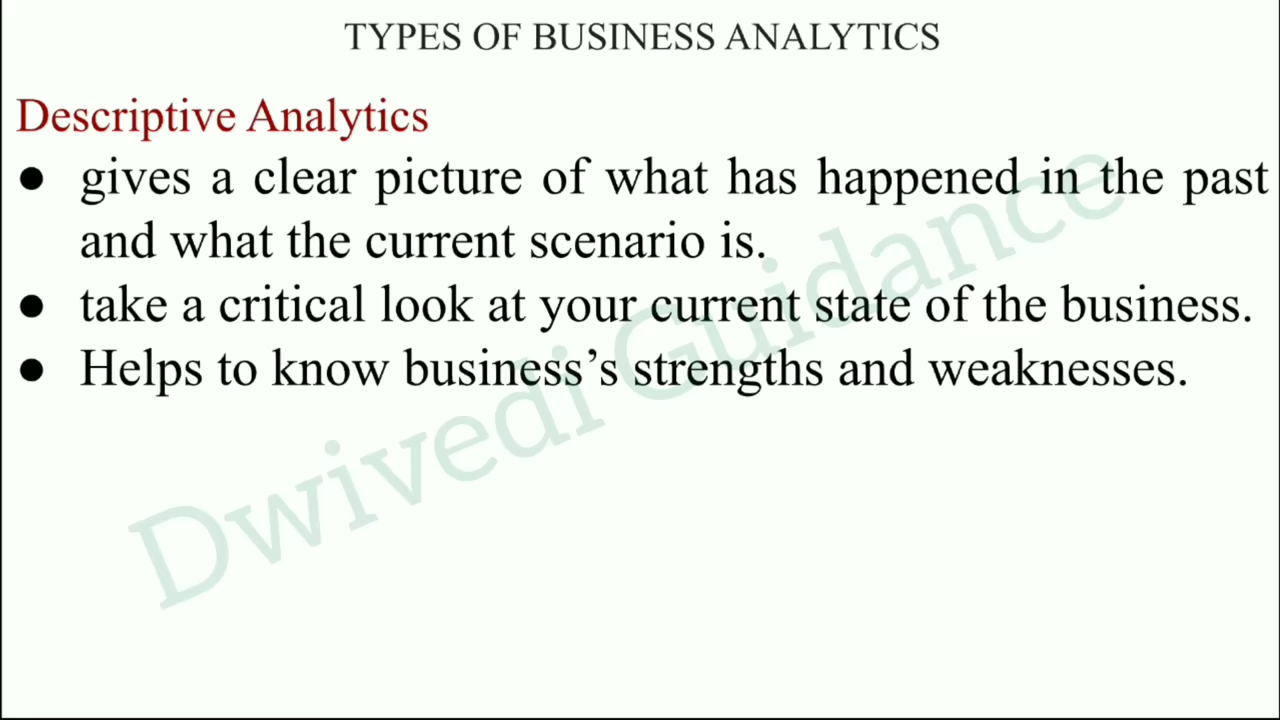 TYPES OF BUSINESS ANALYTICS
Descriptive Analytics
● gives a clear picture of what has happened in the past
and what the current scenario is.
● take a critical look at your current state of the business.
● Helps to know business’s strengths and weaknesses.
Dwivedi Guidance